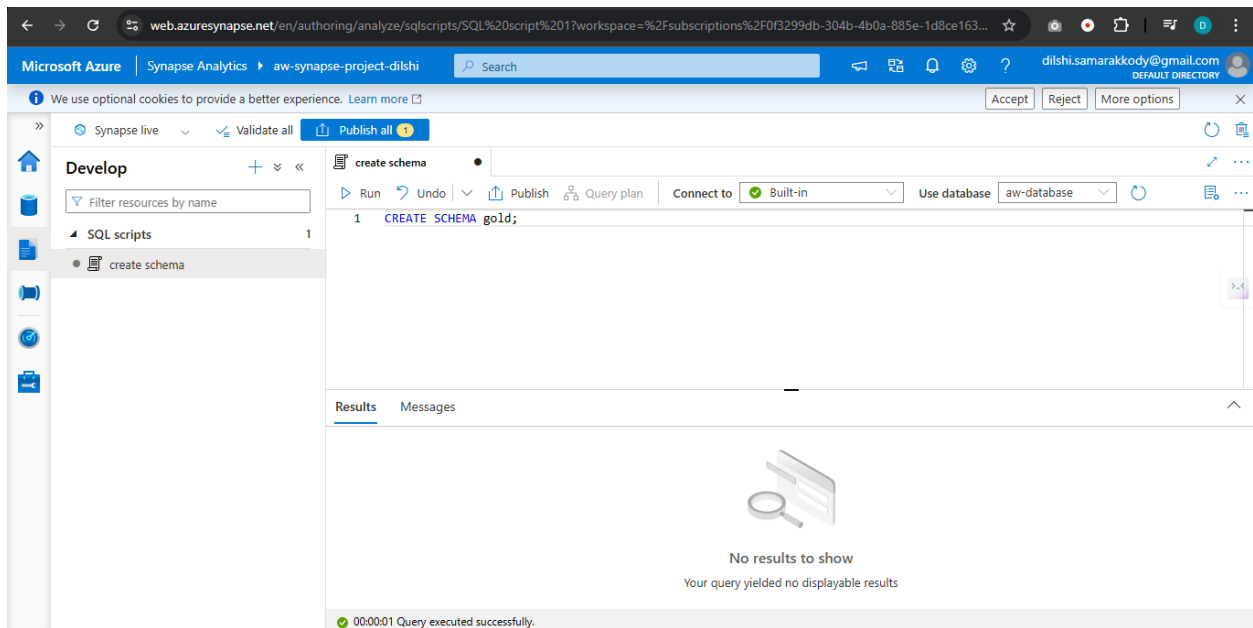 web.azuresynapse.net/en/authoring/analyze/sqlscripts/SQL%20script%201?workspace=%2Fsubscriptions%2F0f3299db-304b-4b0a-885e-1d8ce163... D
Microsoft Azure Synapse Analytics aw-synapse-project-dilshi Search dilshi.samarakkody@gmail.com
DEFAULT DIRECTORY
We use optional cookies to provide a better experience. Learn more Accept Reject More options
Synapse live Validate all Publish all 1
Develop
Filter resources by name
SQL scripts 1
create schema
create schema
Run Undo Publish Query plan Connect to Built-in Use database aw-database
1 CREATE SCHEMA gold;
Results Messages
No results to show
Your query yielded no displayable results
00:00:01 Query executed successfully.